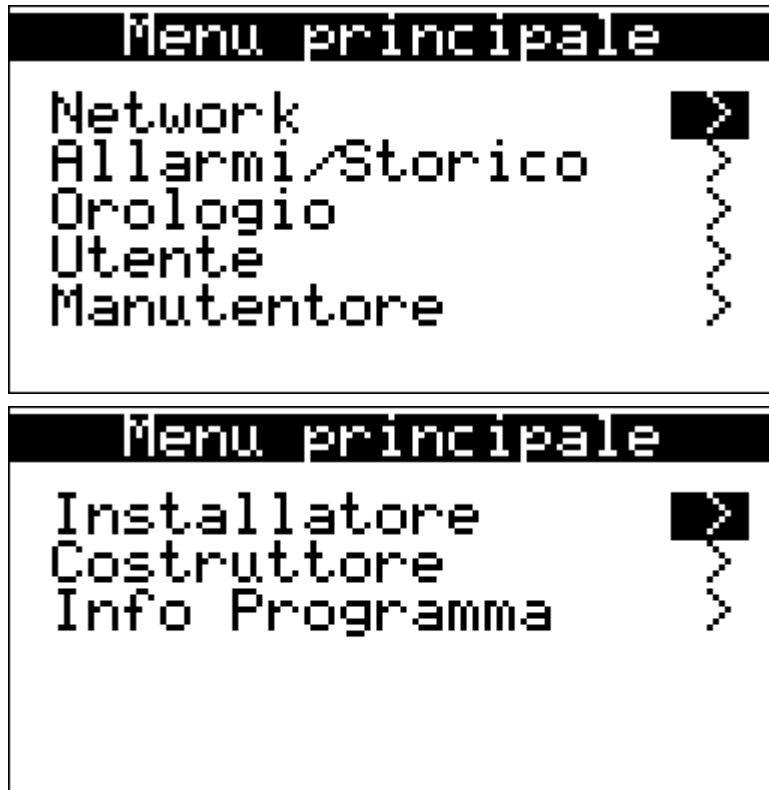 Menu principale
Network >
Allarmi/Storico >
Orologio >
Utente >
Manutentore >
Menu principale
Installatore >
Costruttore >
Info Programma >